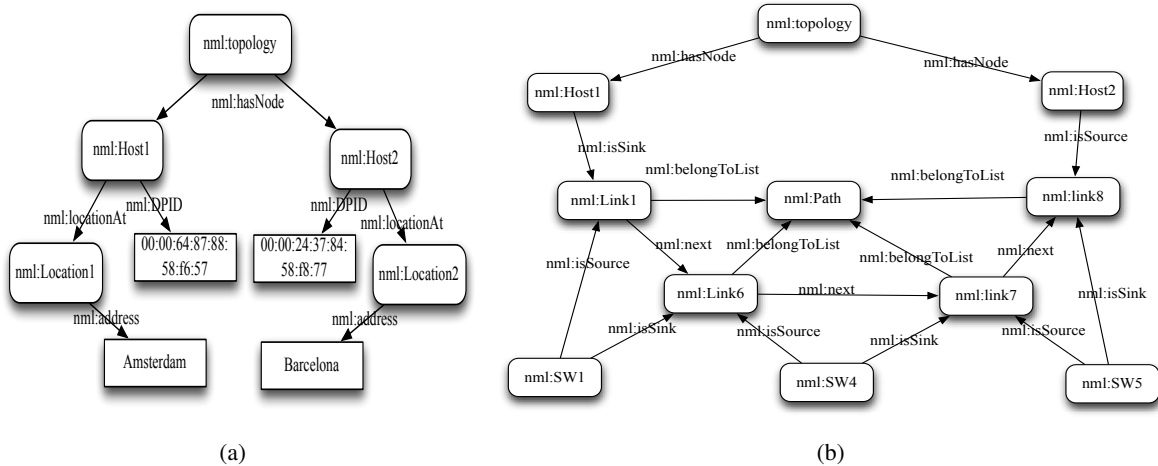 nml:topology
nml:hasNode
nml:Host1
nml:Host2
nml:locationAt
nml:DPID
nml:DPID
nml:locationAt
nml:Location1
00:00:64:87:88:
58:f6:57
00:00:24:37:84:
58:f8:77
nml:Location2
nml:address
nml:address
Amsterdam
Barcelona
(a)
nml:topology
nml:hasNode
nml:hasNode
nml:Host1
nml:Host2
nml:isSink
nml:isSource
nml:belongToList
nml:belongToList
nml:Link1
nml:Path
nml:link8
nml:next
nml:belongToList
nml:next
nml:isSource
nml:belongToList
nml:Link6
nml:next
nml:link7
nml:isSink
nml:isSink
nml:isSource
nml:isSink
nml:isSource
nml:SW1
nml:SW4
nml:SW5
(b)